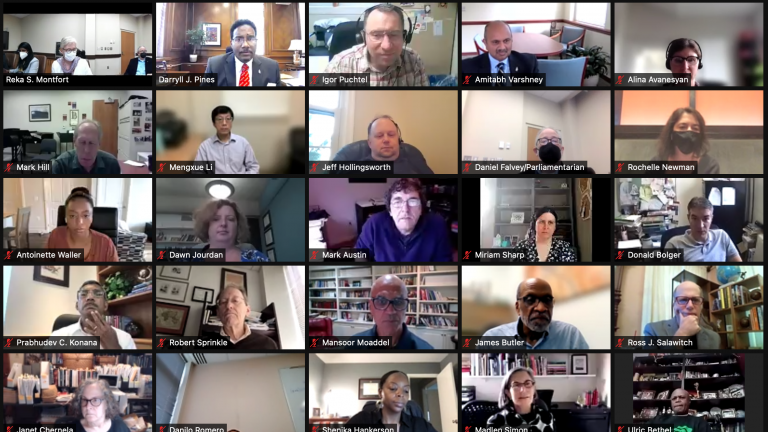 Reka S. Montfort
Darryll J. Pines
Igor Puchtel
Amitabh Varshney
Alina Avanesyan
Mark Hill
Mengxue Li
Jeff Hollingsworth
Daniel Falvey/Parliamentarian
Rochelle Newman
Antoinette Waller
Dawn Jourdan
Mark Austin
Miriam Sharp
Donald Bolger
Prabhudev C. Konana
Robert Sprinkle
Mansoor Moaddel
James Butler
Ross J. Salawitch
Janet Chernela
Danilo Romero
Shenika Hankerson
Madlen Simon
Ulric Bethel